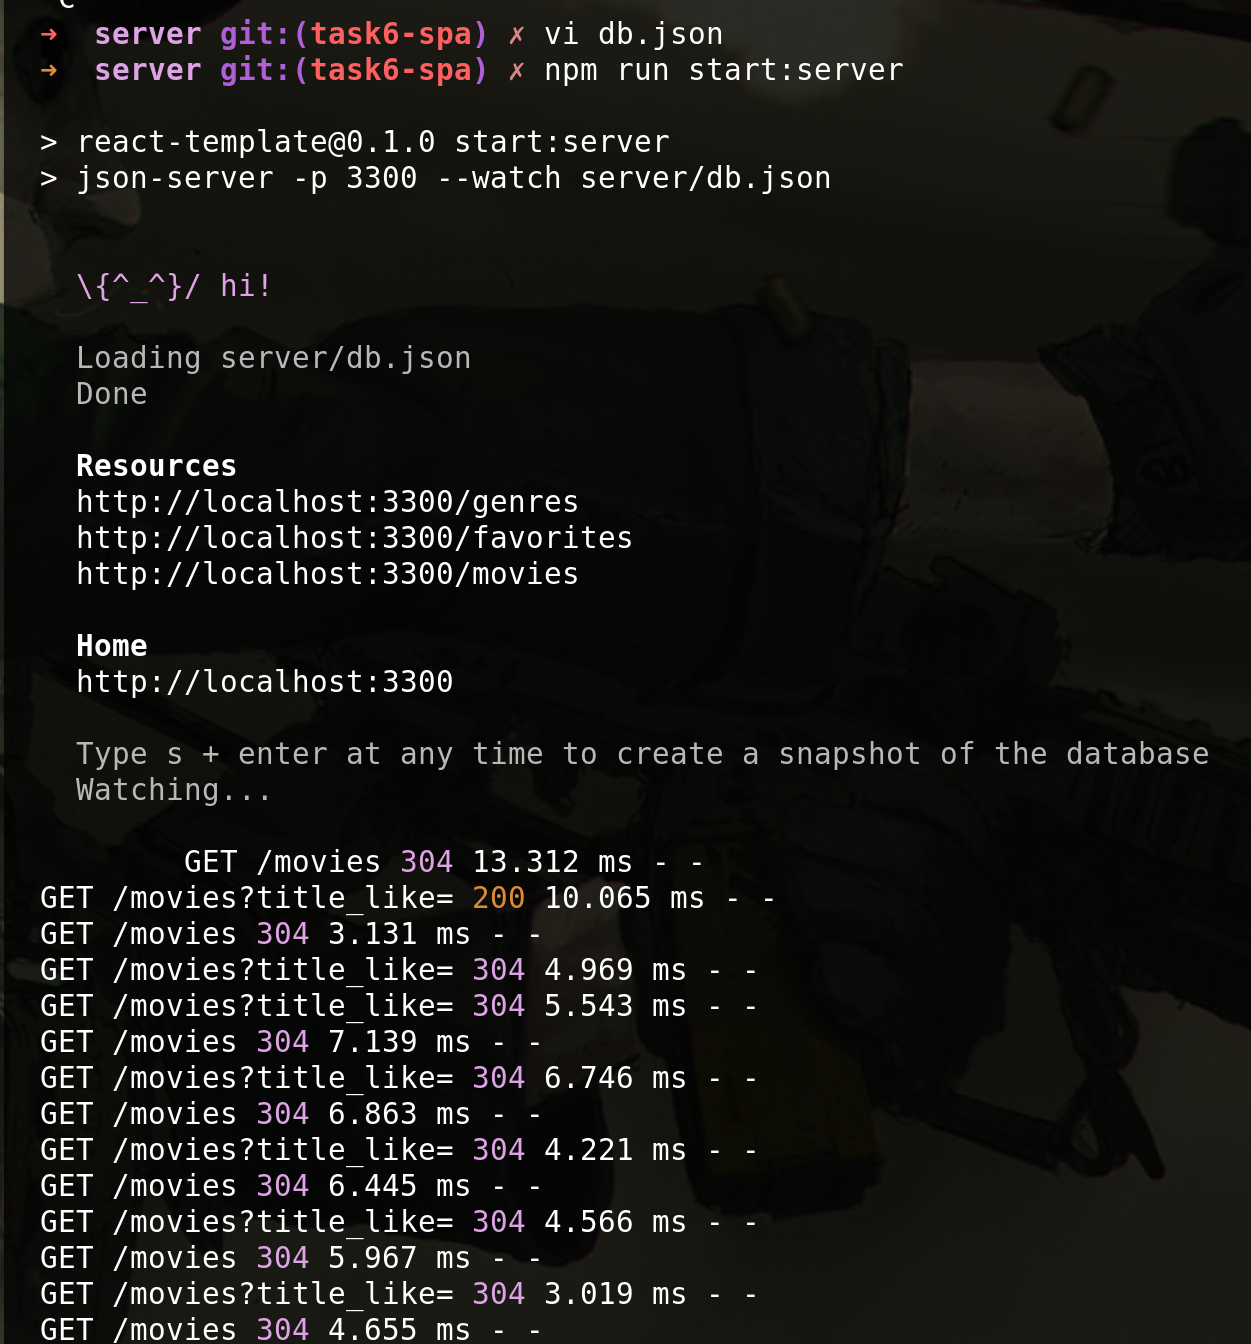 ➜  server git:(task6-spa) ✗ vi db.json
➜  server git:(task6-spa) ✗ npm run start:server
> react-template@0.1.0 start:server
> json-server -p 3300 --watch server/db.json
\{^_^}/ hi!
Loading server/db.json
Done
Resources
http://localhost:3300/genres
http://localhost:3300/favorites
http://localhost:3300/movies
Home
http://localhost:3300
Type s + enter at any time to create a snapshot of the database
Watching...
GET /movies 304 13.312 ms - -
GET /movies?title_like= 200 10.065 ms - -
GET /movies 304 3.131 ms - -
GET /movies?title_like= 304 4.969 ms - -
GET /movies?title_like= 304 5.543 ms - -
GET /movies 304 7.139 ms - -
GET /movies?title_like= 304 6.746 ms - -
GET /movies 304 6.863 ms - -
GET /movies?title_like= 304 4.221 ms - -
GET /movies 304 6.445 ms - -
GET /movies?title_like= 304 4.566 ms - -
GET /movies 304 5.967 ms - -
GET /movies?title_like= 304 3.019 ms - -
GET /movies 304 4.655 ms - -